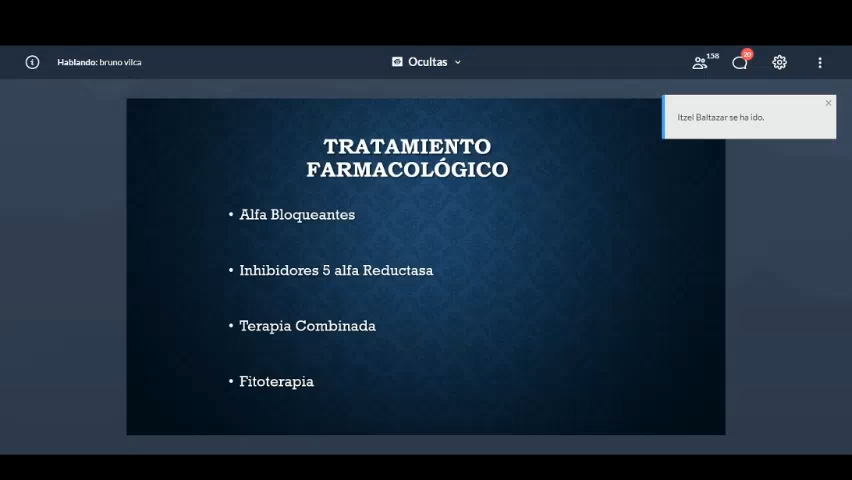 Hablando: bruno vilca
Ocultas
158
20
Itzel Baltazar se ha ido.
TRATAMIENTO
FARMACOLÓGICO
• Alfa Bloqueantes
• Inhibidores 5 alfa Reductasa
• Terapia Combinada
• Fitoterapia